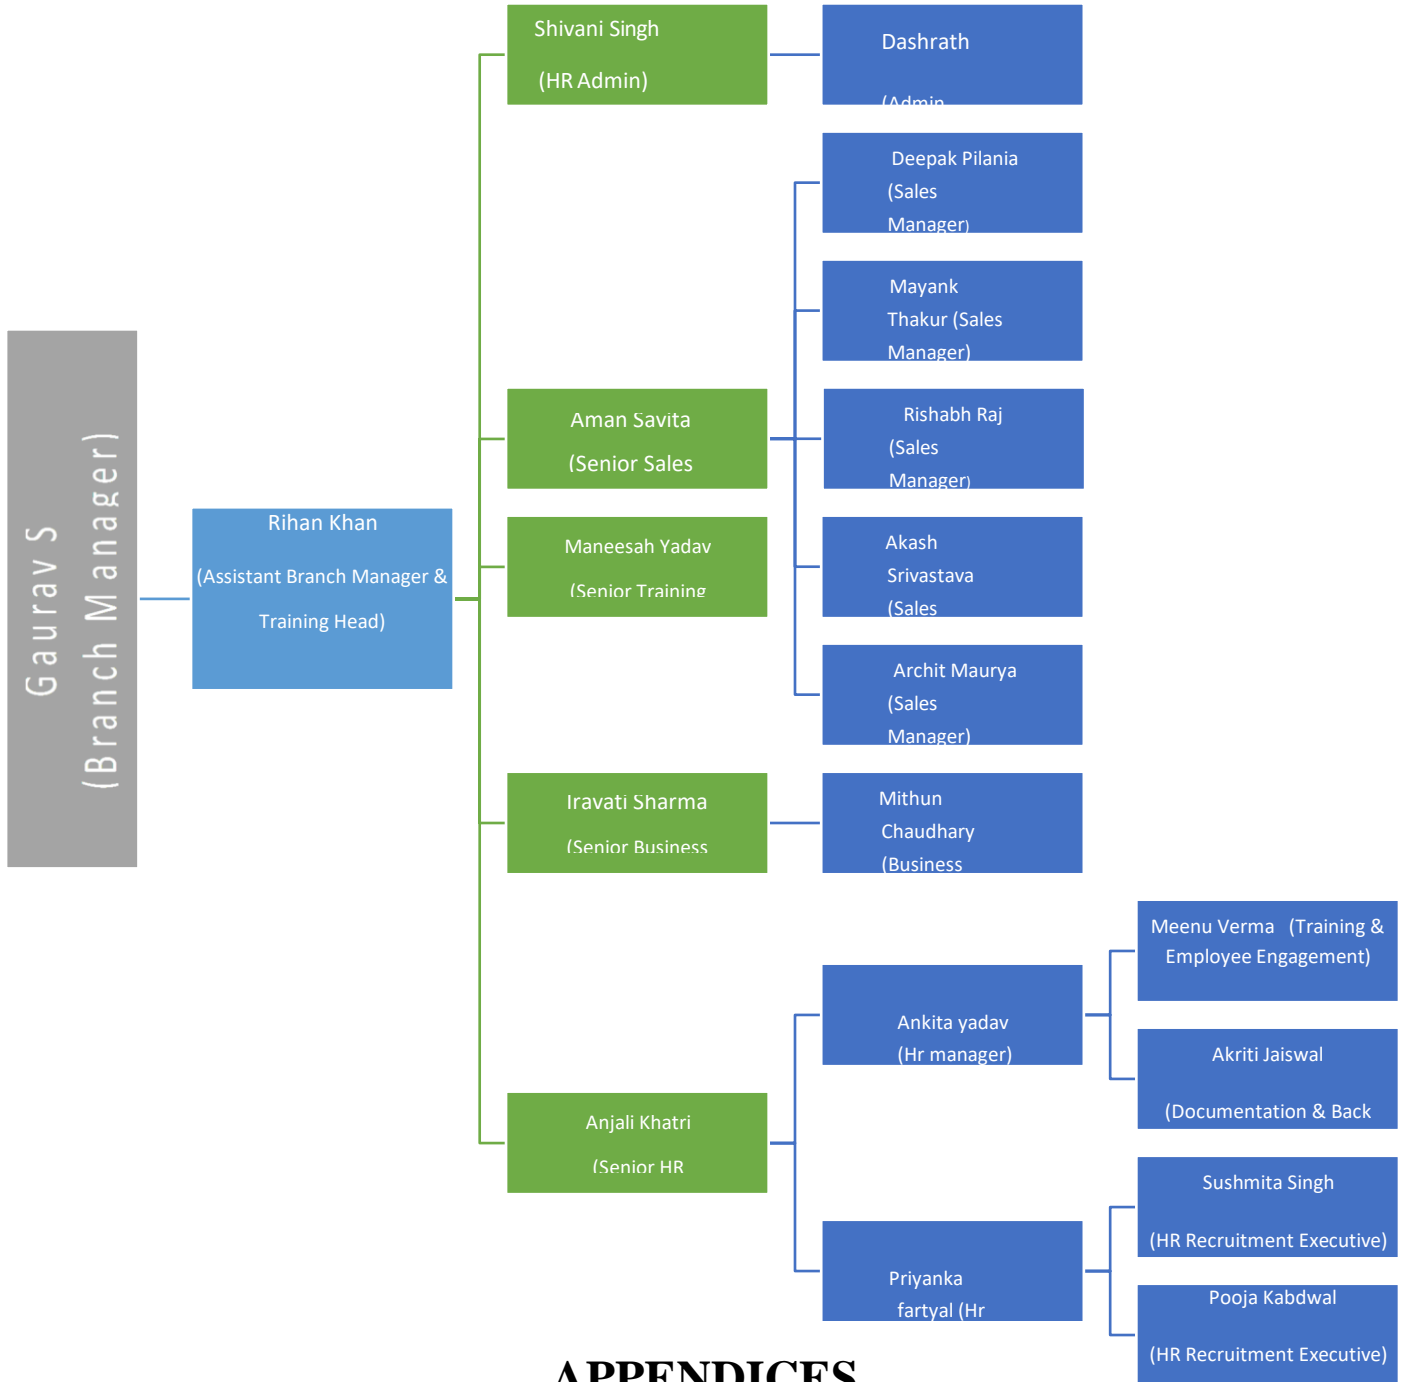 Gaurav S
(Branch Manager)
Rihan Khan
(Assistant Branch Manager &
Training Head)
Shivani Singh
(HR Admin)
Dashrath
(Admin
Aman Savita
(Senior Sales
Deepak Pilania
(Sales
Manager)
Mayank
Thakur (Sales
Manager)
Rishabh Raj
(Sales
Manager)
Akash
Srivastava
(Sales
Archit Maurya
(Sales
Manager)
Maneesah Yadav
(Senior Training
Iravati Sharma
(Senior Business
Mithun
Chaudhary
(Business
Anjali Khatri
(Senior HR
Ankita yadav
(Hr manager)
Meenu Verma (Training &
Employee Engagement)
Akriti Jaiswal
(Documentation & Back
Priyanka
fartyal (Hr
Sushmita Singh
(HR Recruitment Executive)
Pooja Kabdwal
(HR Recruitment Executive)
APPENDICES